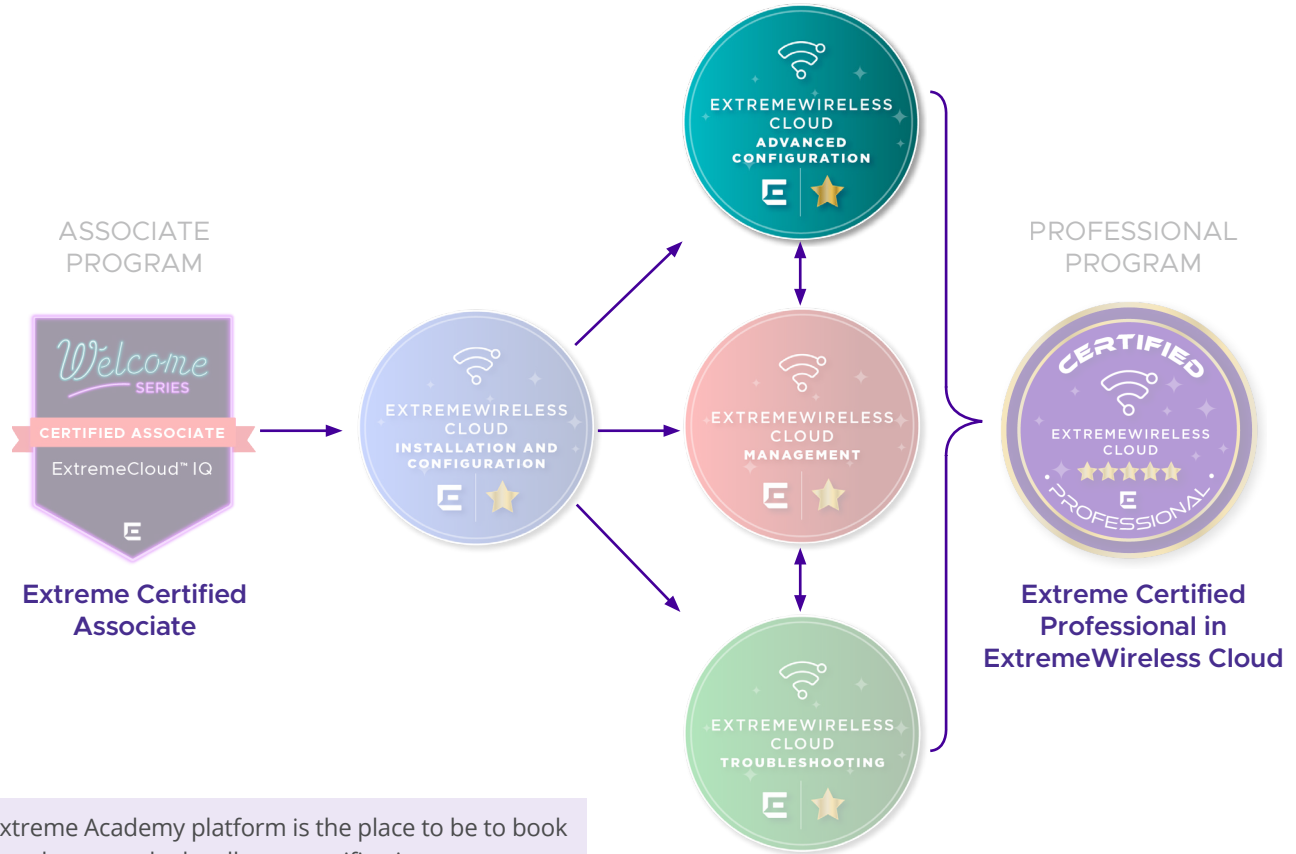 ASSOCIATE
PROGRAM
Welcome
SERIES
CERTIFIED ASSOCIATE
ExtremeCloud™ IQ
Extreme Certified
Associate
EXTREMEWIRELESS
CLOUD
INSTALLATION AND
CONFIGURATION
EXTREMEWIRELESS
CLOUD
ADVANCED
CONFIGURATION
EXTREMEWIRELESS
CLOUD
MANAGEMENT
EXTREMEWIRELESS
CLOUD
TROUBLESHOOTING
PROFESSIONAL
PROGRAM
CERTIFIED
EXTREMEWIRELESS
CLOUD
PROFESSIONAL
Extreme Certified
Professional in
ExtremeWireless Cloud
xtreme Academy platform is the place to be to book